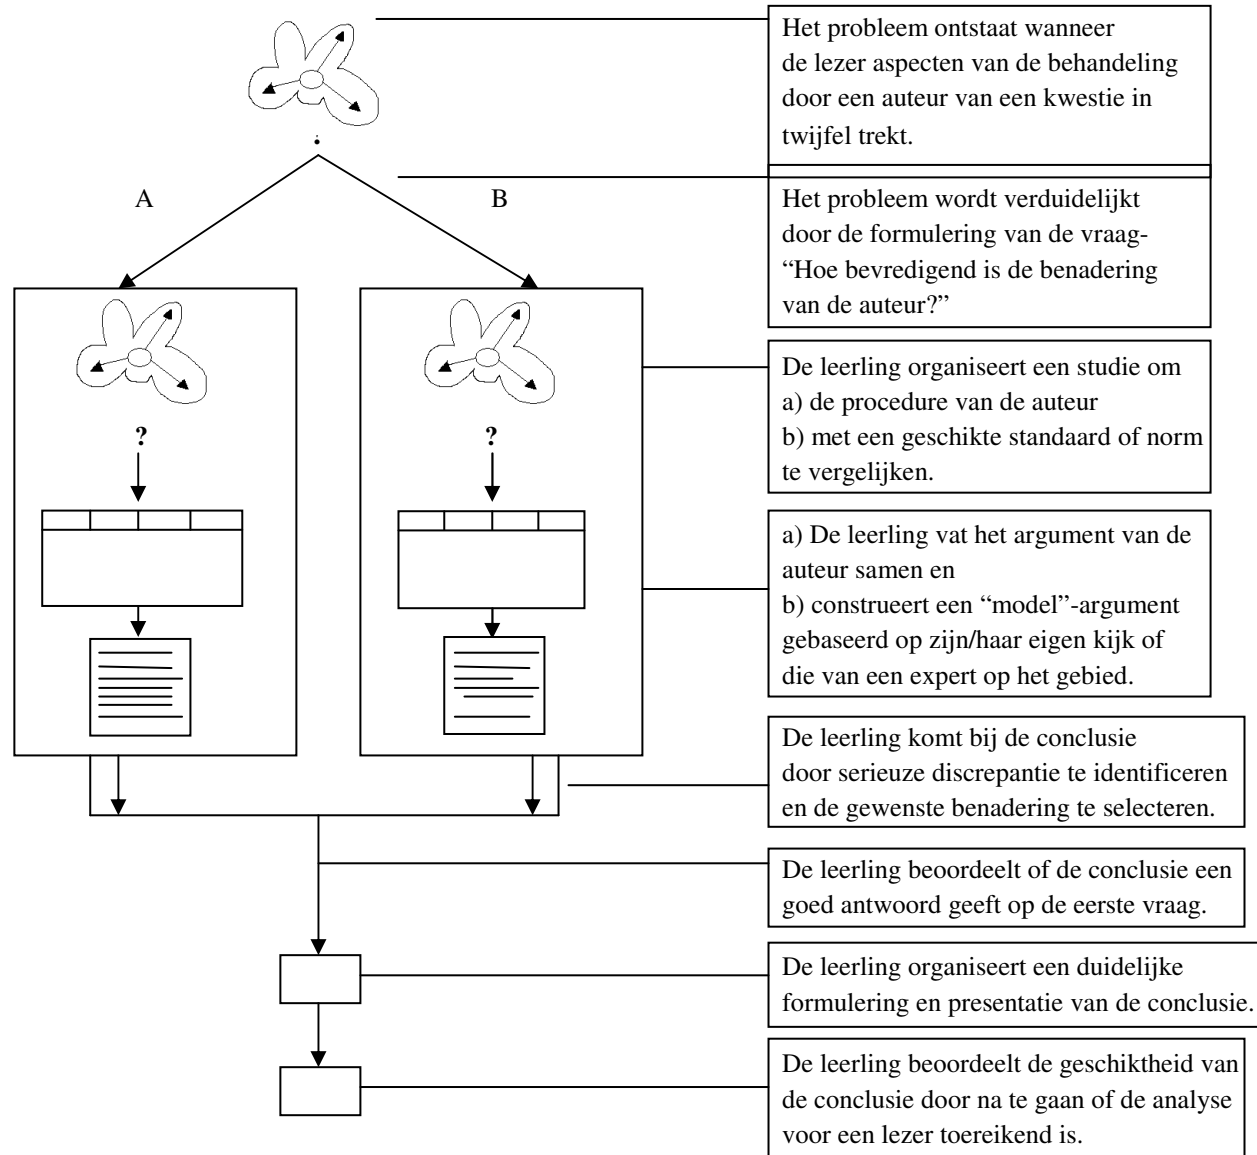 Het probleem ontstaat wanneer
de lezer aspecten van de behandeling
door een auteur van een kwestie in
twijfel trekt.
A
B
Het probleem wordt verduidelijkt
door de formulering van de vraag-
“Hoe bevredigend is de benadering
van de auteur?”
De leerling organiseert een studie om
a) de procedure van de auteur
b) met een geschikte standaard of norm
te vergelijken.
?
?
a) De leerling vat het argument van de
auteur samen en
b) construeert een “model”-argument
gebaseerd op zijn/haar eigen kijk of
die van een expert op het gebied.
De leerling komt bij de conclusie
door serieuze discrepantie te identificeren
en de gewenste benadering te selecteren.
De leerling beoordeelt of de conclusie een
goed antwoord geeft op de eerste vraag.
De leerling organiseert een duidelijke
formulering en presentatie van de conclusie.
De leerling beoordeelt de geschiktheid van
de conclusie door na te gaan of de analyse
voor een lezer toereikend is.